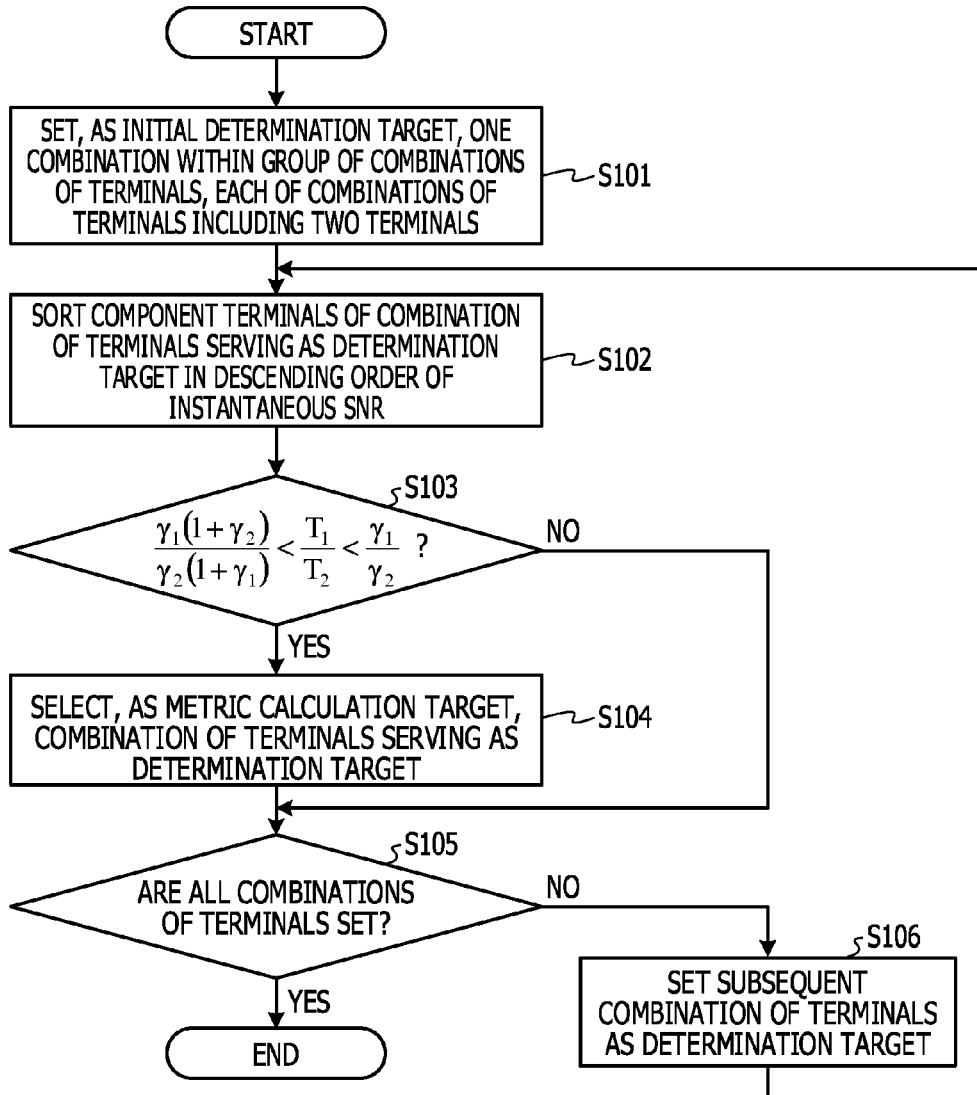 START
SET, AS INITIAL DETERMINATION TARGET, ONE
COMBINATION WITHIN GROUP OF COMBINATIONS
OF TERMINALS, EACH OF COMBINATIONS OF
TERMINALS INCLUDING TWO TERMINALS
S101
SORT COMPONENT TERMINALS OF COMBINATION
OF TERMINALS SERVING AS DETERMINATION
TARGET IN DESCENDING ORDER OF
INSTANTANEOUS SNR
S102
S103
γ₁(1+γ₂)/γ₂(1+γ₁) < T₁/T₂ < γ₁/γ₂ ?
NO
YES
SELECT, AS METRIC CALCULATION TARGET,
COMBINATION OF TERMINALS SERVING AS
DETERMINATION TARGET
S104
S105
ARE ALL COMBINATIONS
OF TERMINALS SET?
NO
YES
S106
SET SUBSEQUENT
COMBINATION OF TERMINALS
AS DETERMINATION TARGET
END